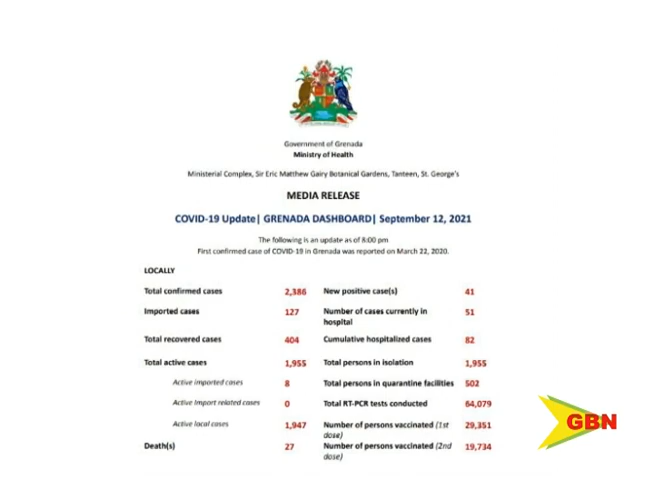 Government of Grenada
Ministry of Health
Ministerial Complex, Sir Eric Matthew Gairy Botanical Gardens, Tanteen, St. George's
MEDIA RELEASE
COVID-19 Update| GRENADA DASHBOARD| September 12, 2021
The following is an update as of 8:00 pm
First confirmed case of COVID-19 in Grenada was reported on March 22, 2020.
LOCALLY
Total confirmed cases 2,386 New positive case(s) 41
Imported cases 127 Number of cases currently in 51
hospital
Total recovered cases 404 Cumulative hospitalized cases 82
Total active cases 1,955 Total persons in isolation 1,955
Active imported cases 8 Total persons in quarantine facilities 502
Active Import related cases 0 Total RT-PCR tests conducted 64,079
Active local cases 1,947 Number of persons vaccinated (1st 29,351
dose)
Death(s) 27 Number of persons vaccinated (2nd 19,734
dose)
GBN